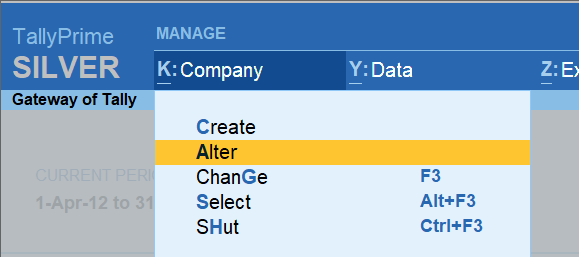 TallyPrime
MANAGE
SILVER
K: Company
Y: Data
Z: Ex
Gateway of Tally
Create
Alter
ChanGe F3
Select Alt+F3
SHut Ctrl+F3
CURRENT PERI
1-Apr-12 to 31